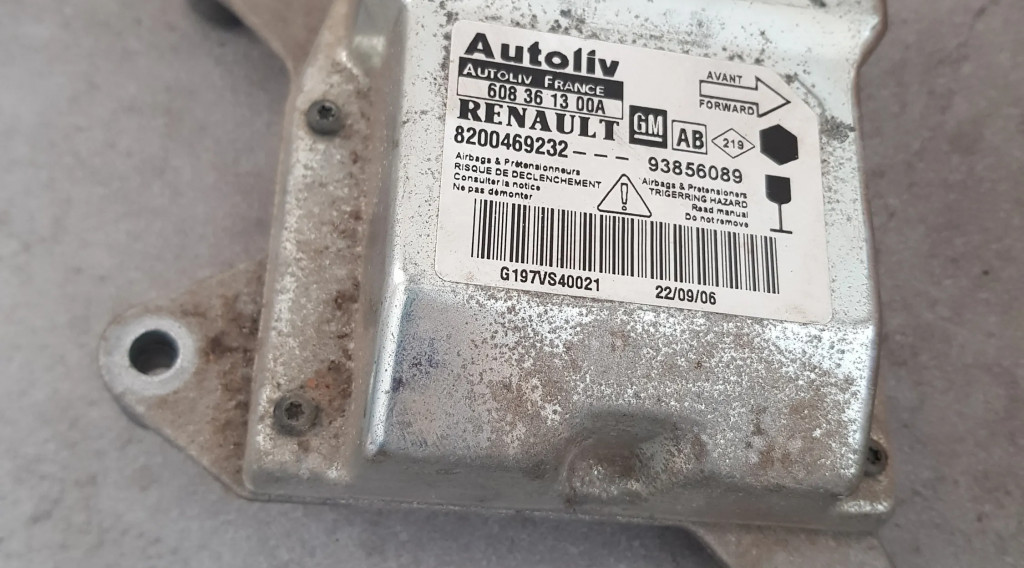 Autoliv
AUTOLIV FRANCE
608 36 13 00A
RENAULT GM AB 219
8200469232--- 93856089
AVANT
FORWARD
Airbags & Prétensionneurs
RISQUE DE DECLENCHEMENT
Consulter la notice
Ne pas démonter
Airbags & Pretensioners
TRIGERRING HAZARD
Read manual
Do not remove
G197VS40021 22/09/06